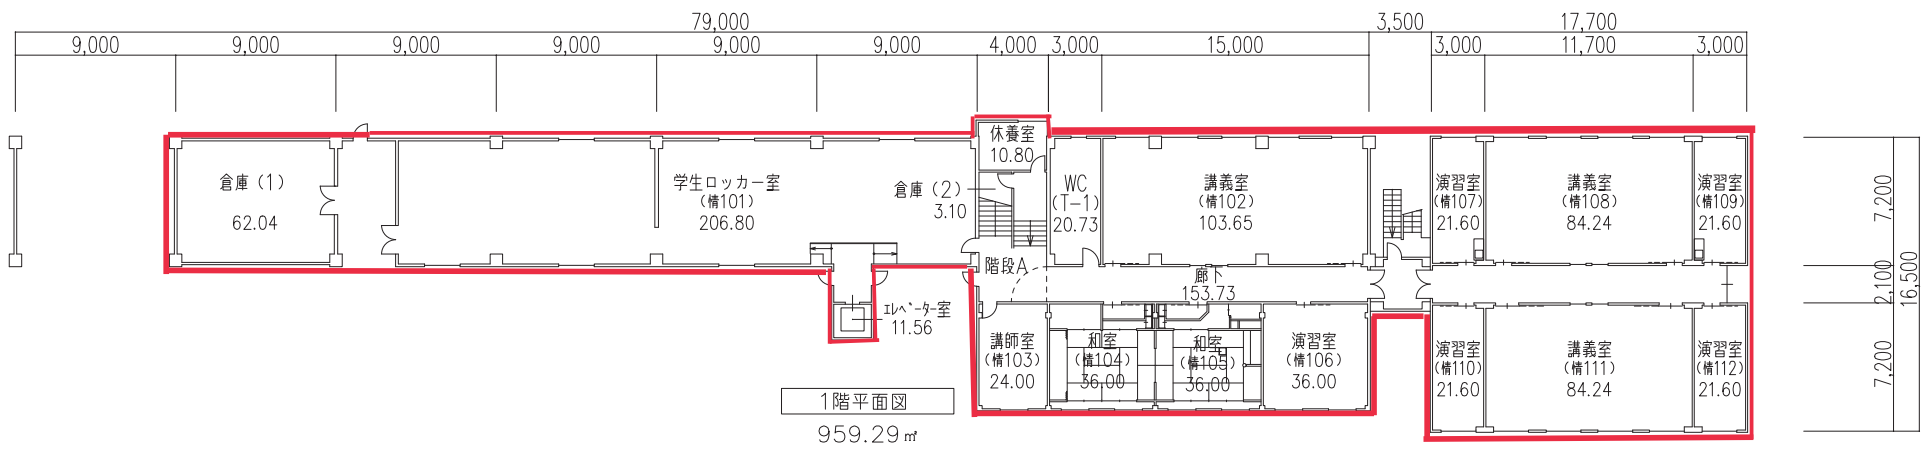 79,000
3,500
17,700
9,000
9,000
9,000
9,000
9,000
9,000
4,000
3,000
15,000
3,000
11,700
3,000
倉庫（1）
62.04
学生ロッカー室
（情101）
206.80
倉庫（2）
3.10
休養室
10.80
WC
（T－1）
20.73
講義室
（情102）
103.65
演習室
（情107）
21.60
講義室
（情108）
84.24
演習室
（情109）
21.60
7,200
2,100
16,500
7,200
階段A
廊下
153.73
エレベーター室
11.56
講師室
（情103）
24.00
和室
（情104）
36.00
和室
（情105）
36.00
演習室
（情106）
36.00
演習室
（情110）
21.60
講義室
（情111）
84.24
演習室
（情112）
21.60
1階平面図
959.29㎡